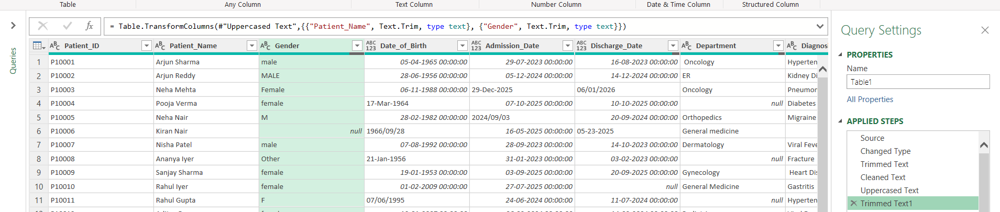 Table Any Column Text Column Number Column Date & Time Column Structured Column
fx = Table.TransformColumns(#"Uppercased Text",{{"Patient_Name", Text.Trim, type text}, {"Gender", Text.Trim, type text}})
Queries
ABC Patient_ID ABC Patient_Name ABC Gender ABC123 Date_of_Birth ABC123 Admission_Date ABC123 Discharge_Date ABC Department ABC Diagnos
1 P10001 Arjun Sharma male 05-04-1965 00:00:00 29-07-2023 00:00:00 16-08-2023 00:00:00 Oncology Hyperten
2 P10002 Arjun Reddy MALE 28-06-1956 00:00:00 05-12-2024 00:00:00 14-12-2024 00:00:00 ER Kidney Di
3 P10003 Neha Mehta Female 06-11-1988 00:00:00 29-Dec-2025 06/01/2026 Oncology Pneumon
4 P10004 Pooja Verma female 17-Mar-1964 07-10-2025 00:00:00 10-10-2025 00:00:00 null Diabetes
5 P10005 Neha Nair M 28-02-1982 00:00:00 2024/09/03 20-09-2024 00:00:00 Orthopedics Migraine
6 P10006 Kiran Nair null 1966/09/28 16-05-2025 00:00:00 05-23-2025 General medicine
7 P10007 Nisha Patel male 07-08-1992 00:00:00 28-09-2023 00:00:00 14-10-2023 00:00:00 Dermatology Viral Feve
8 P10008 Ananya Iyer Other 21-Jan-1956 31-01-2023 00:00:00 03-02-2023 00:00:00 null Fracture
9 P10009 Sanjay Sharma female 19-01-1953 00:00:00 03-09-2025 00:00:00 20-09-2025 00:00:00 Gynecology Heart Dis
10 P10010 Rahul Iyer female 01-02-2009 00:00:00 27-07-2025 00:00:00 null General Medicine Gastritis
11 P10011 Rahul Gupta F 07/06/1995 24-06-2024 00:00:00 11-07-2024 00:00:00 null Hyperten
Query Settings
PROPERTIES
Name
Table1
All Properties
APPLIED STEPS
Source
Changed Type
Trimmed Text
Cleaned Text
Uppercased Text
Trimmed Text1